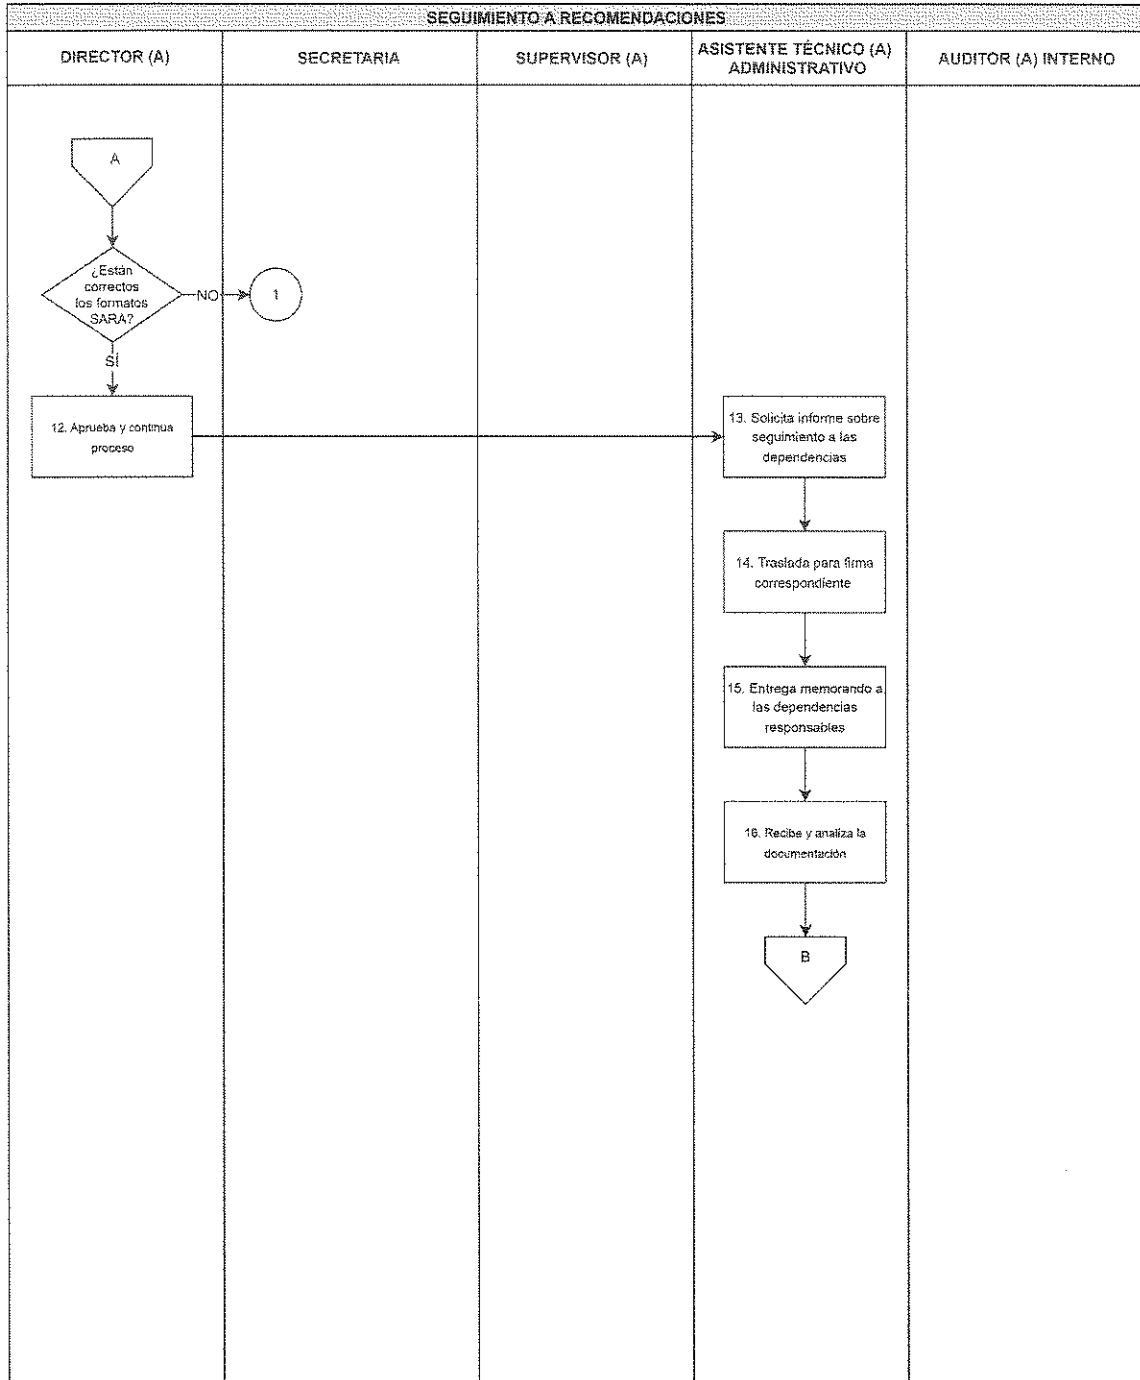 SEGUIMIENTO A RECOMENDACIONES
DIRECTOR (A)
SECRETARIA
SUPERVISOR (A)
ASISTENTE TÉCNICO (A)
ADMINISTRATIVO
AUDITOR (A) INTERNO
A
¿Están
correctos
los formatos
SARA?
NO
1
SÍ
12. Aprueba y continua
proceso
13. Solicita informe sobre
seguimiento a las
dependencias
14. Traslada para firma
correspondiente
15. Entrega memorando a
las dependencias
responsables
16. Recibe y analiza la
documentación
B